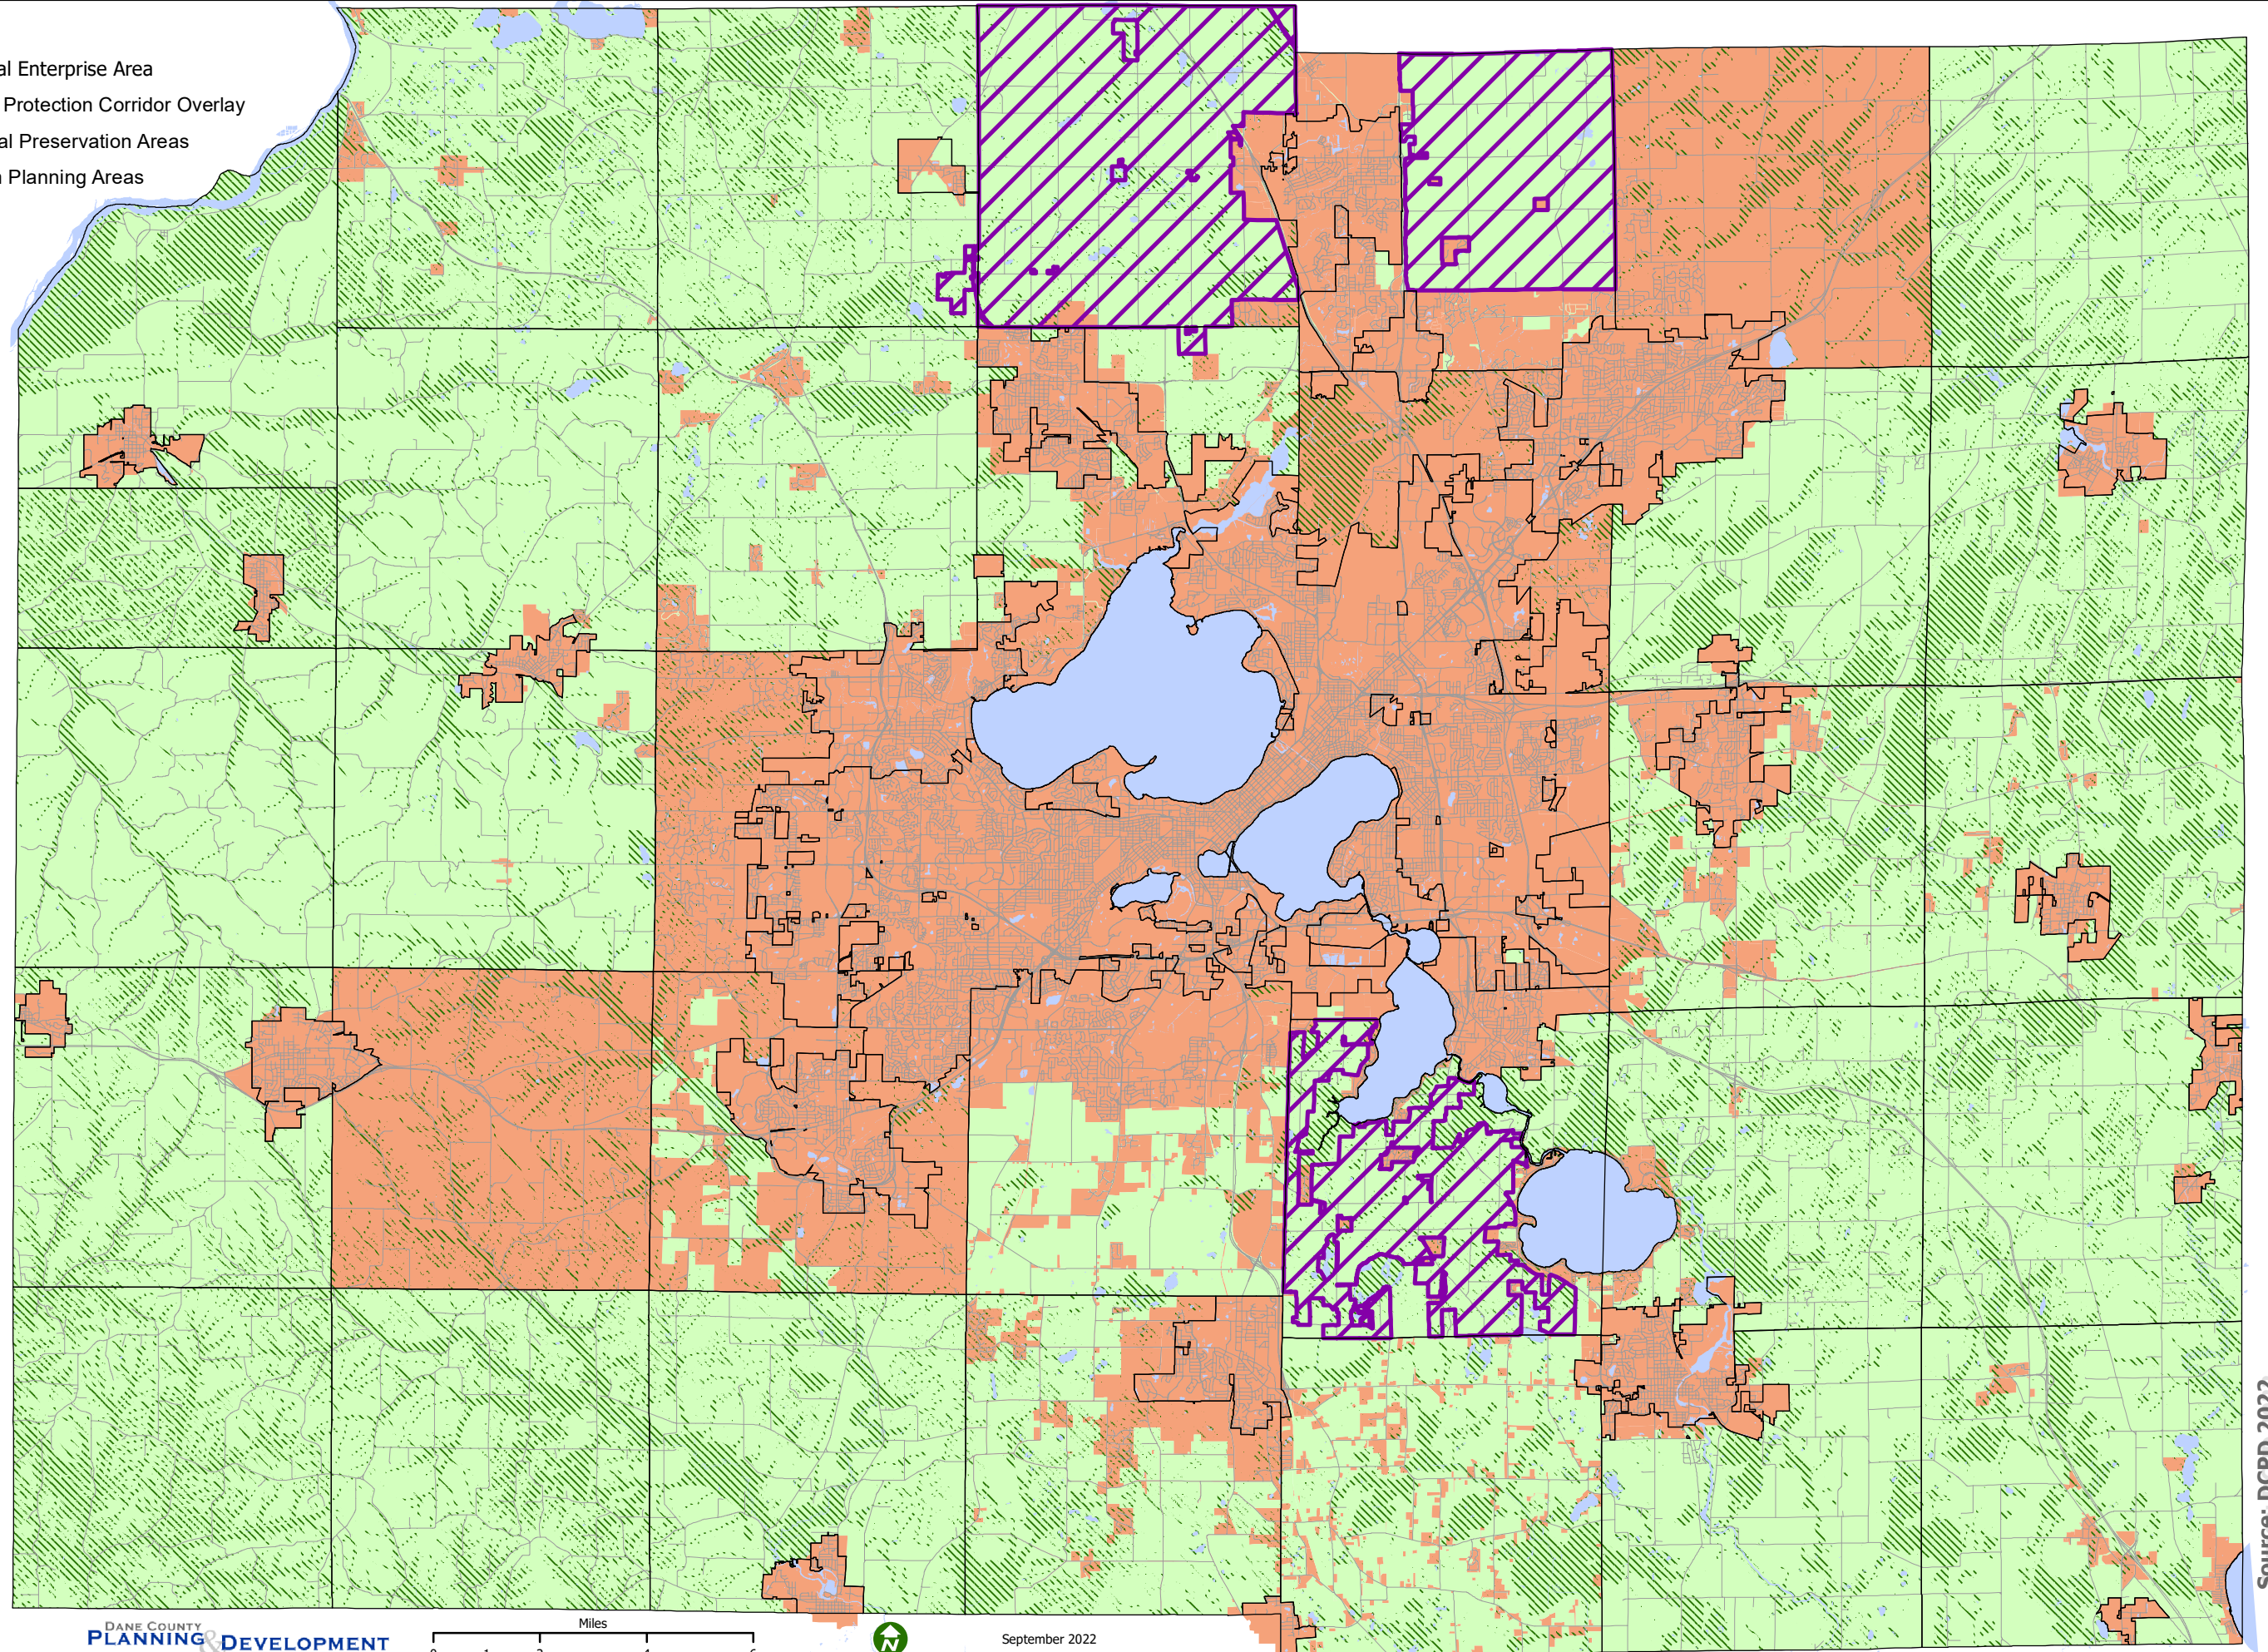 al Enterprise Area
Protection Corridor Overlay
al Preservation Areas
Planning Areas
DANE COUNTY
PLANNING & DEVELOPMENT
Miles
September 2022
N
Source: DCPD 2022